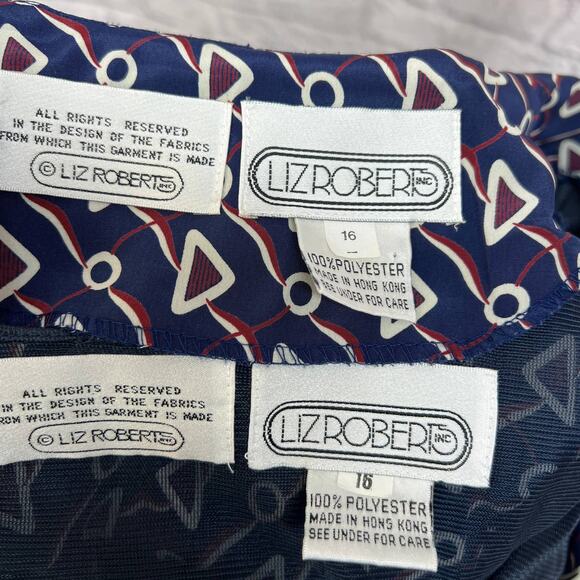 ALL RIGHTS RESERVED
IN THE DESIGN OF THE FABRICS
FROM WHICH THIS GARMENT IS MADE
© LIZ ROBERTS INC
LIZ ROBERTS INC
16
100% POLYESTER
MADE IN HONG KONG
SEE UNDER FOR CARE
ALL RIGHTS RESERVED
IN THE DESIGN OF THE FABRICS
FROM WHICH THIS GARMENT IS MADE
© LIZ ROBERTS INC
LIZ ROBERTS INC
16
100% POLYESTER
MADE IN HONG KONG
SEE UNDER FOR CARE